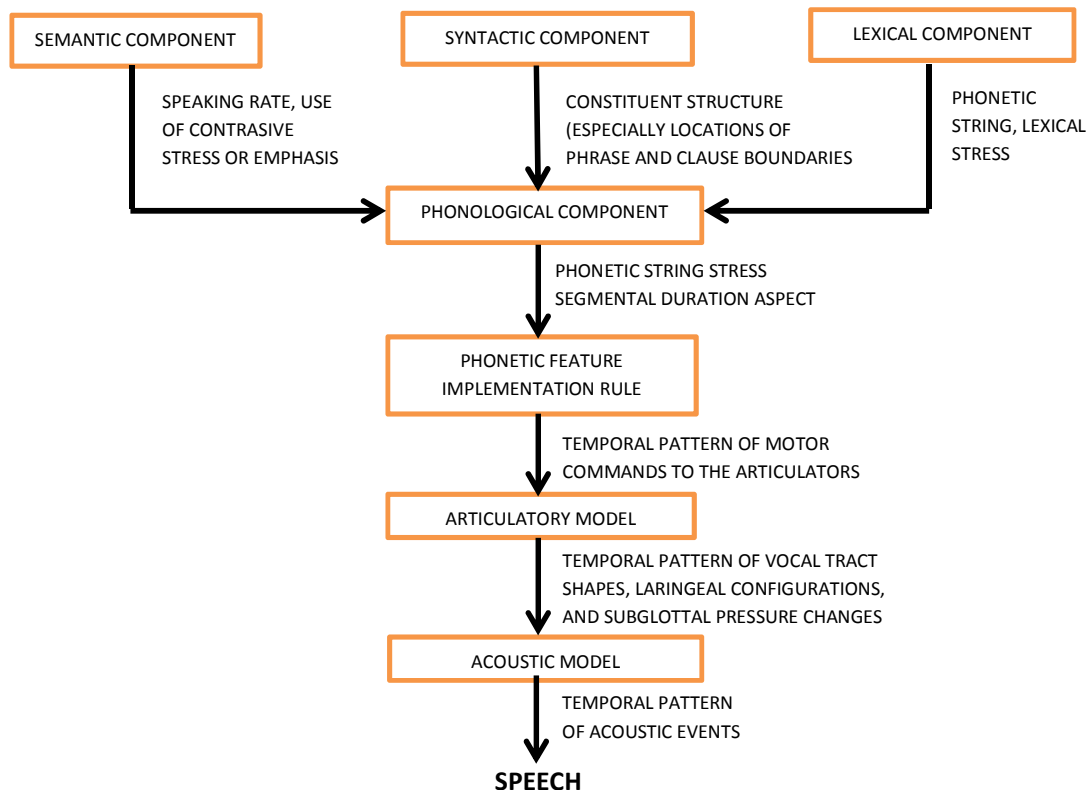 SEMANTIC COMPONENT
SYNTACTIC COMPONENT
LEXICAL COMPONENT
SPEAKING RATE, USE
OF CONTRASIVE
STRESS OR EMPHASIS
CONSTITUENT STRUCTURE
(ESPECIALLY LOCATIONS OF
PHRASE AND CLAUSE BOUNDARIES
PHONETIC
STRING, LEXICAL
STRESS
PHONOLOGICAL COMPONENT
PHONETIC STRING STRESS
SEGMENTAL DURATION ASPECT
PHONETIC FEATURE
IMPLEMENTATION RULE
TEMPORAL PATTERN OF MOTOR
COMMANDS TO THE ARTICULATORS
ARTICULATORY MODEL
TEMPORAL PATTERN OF VOCAL TRACT
SHAPES, LARINGEAL CONFIGURATIONS,
AND SUBGLOTTAL PRESSURE CHANGES
ACOUSTIC MODEL
TEMPORAL PATTERN
OF ACOUSTIC EVENTS
SPEECH